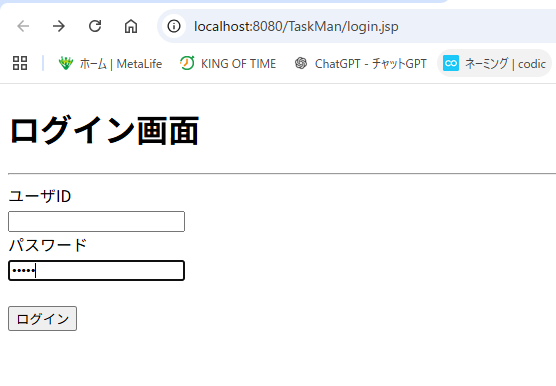 localhost:8080/TaskMan/login.jsp
ホーム | MetaLife KING OF TIME ChatGPT - チャットGPT ネーミング | codic
ログイン画面
ユーザID
パスワード
•••••
ログイン